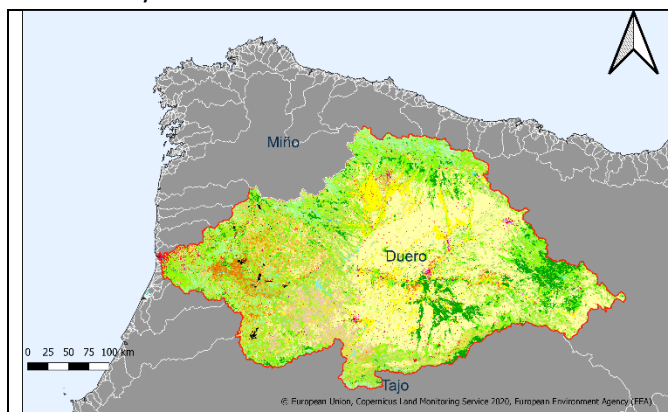 Miño
Duero
0 25 50 75 100 km
Tajo
© European Union, Copernicus Land Monitoring Service 2020, European Environment Agency (EEA)